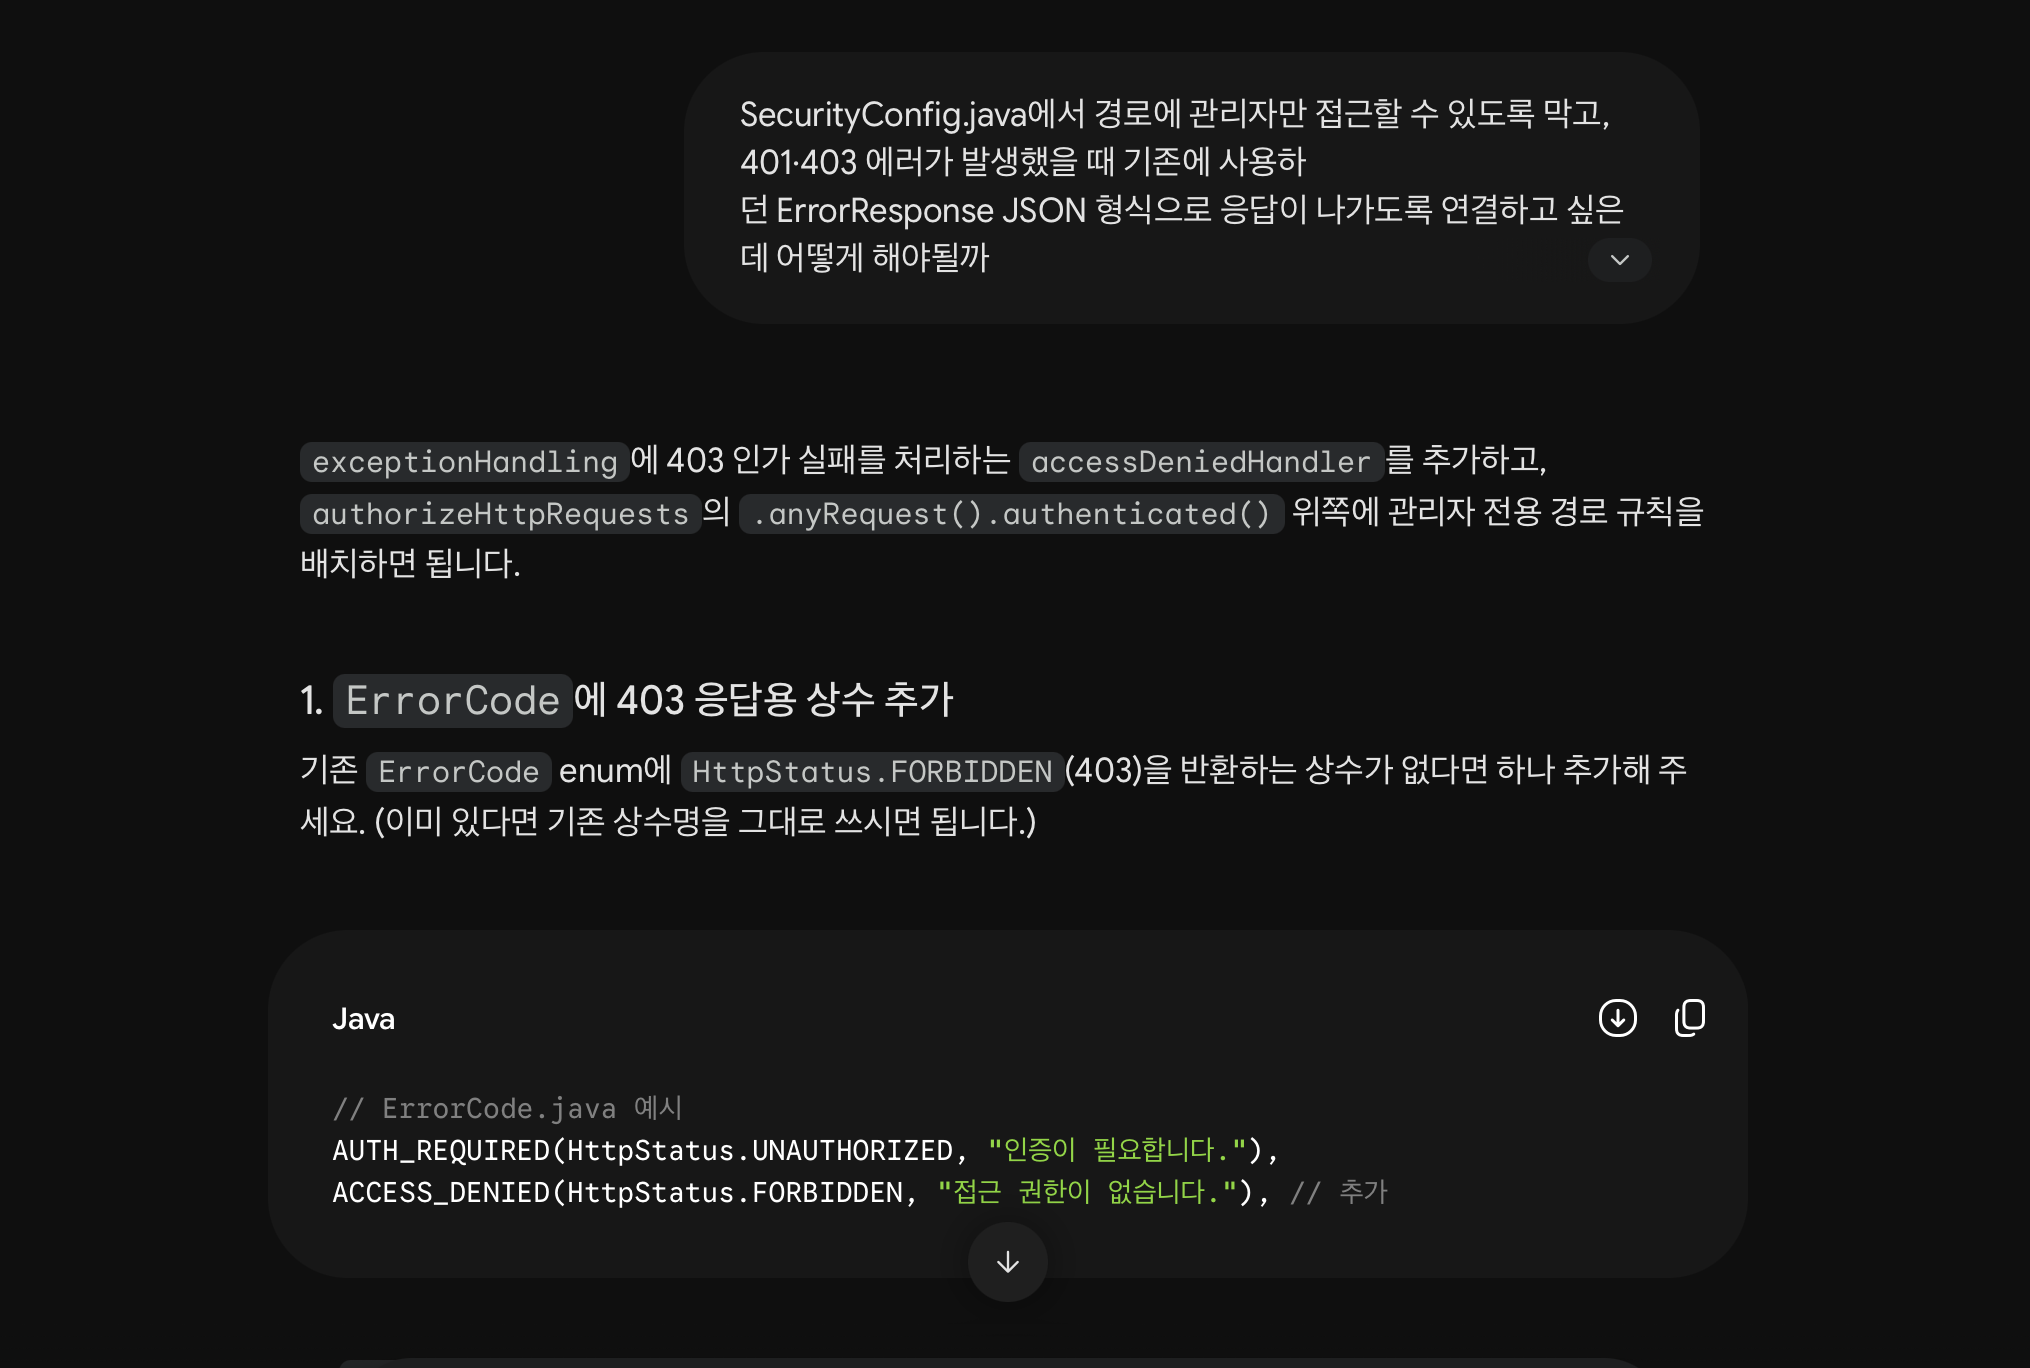 SecurityConfig.java에서 경로에 관리자만 접근할 수 있도록 막고,
401·403 에러가 발생했을 때 기존에 사용하
던 ErrorResponse JSON 형식으로 응답이 나가도록 연결하고 싶은
데 어떻게 해야될까
exceptionHandling에 403 인가 실패를 처리하는 accessDeniedHandler를 추가하고,
authorizeHttpRequests의 .anyRequest().authenticated() 위쪽에 관리자 전용 경로 규칙을
배치하면 됩니다.
1. ErrorCode에 403 응답용 상수 추가
기존 ErrorCode enum에 HttpStatus.FORBIDDEN(403)을 반환하는 상수가 없다면 하나 추가해 주
세요. (이미 있다면 기존 상수명을 그대로 쓰시면 됩니다.)
Java
// ErrorCode.java 예시
AUTH_REQUIRED(HttpStatus.UNAUTHORIZED, "인증이 필요합니다."),
ACCESS_DENIED(HttpStatus.FORBIDDEN, "접근 권한이 없습니다."), // 추가